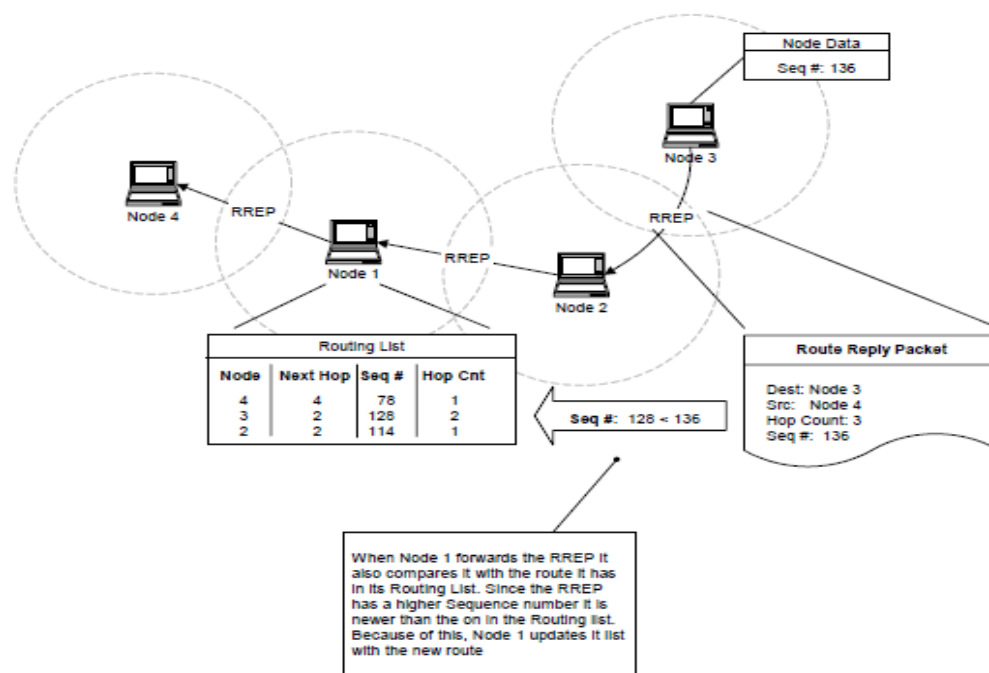 Node Data
Seq #: 136
Node 3
Node 4
RREP
RREP
Node 1
RREP
Node 2
Routing List
Node Next Hop Seq # Hop Cnt
4 4 78 1
3 2 128 2
2 2 114 1
Seq #: 128 < 136
Route Reply Packet
Dest: Node 3
Src: Node 4
Hop Count: 3
Seq #: 136
When Node 1 forwards the RREP it
also compares it with the route it has
in its Routing List. Since the RREP
has a higher Sequence number it is
newer than the on in the Routing list.
Because of this, Node 1 updates it list
with the new route